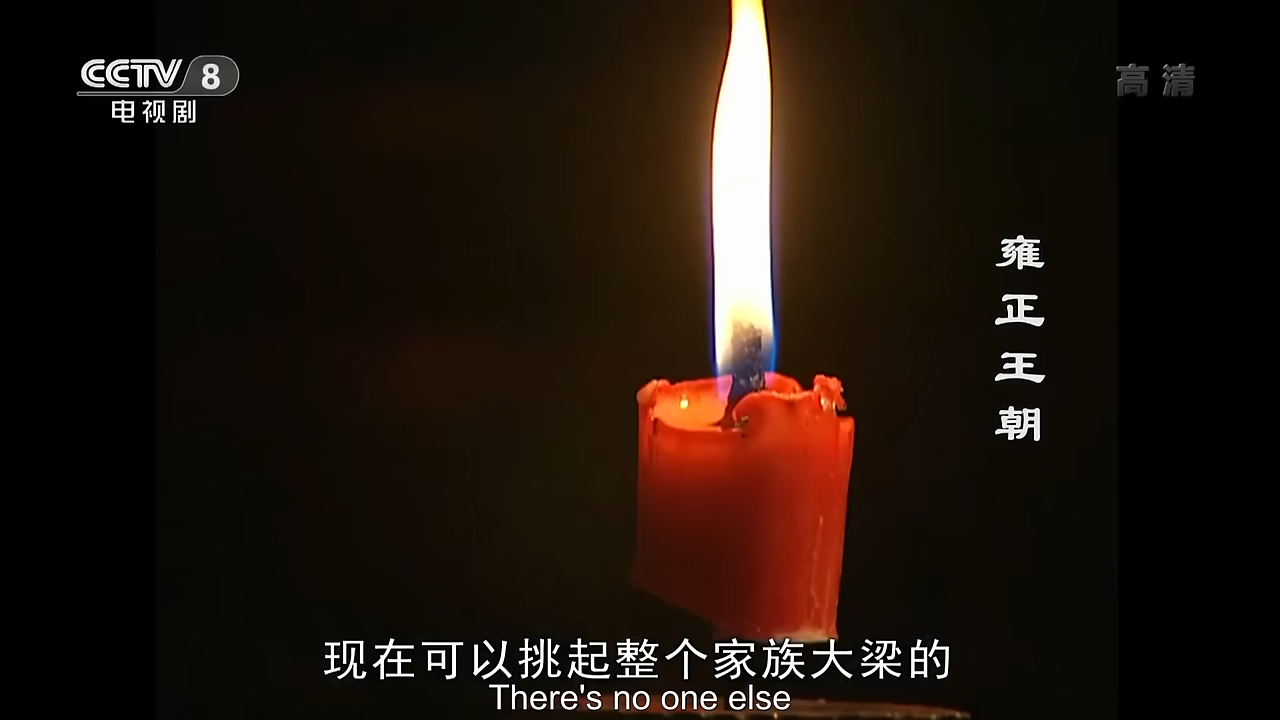 CCTV 8
电视剧
高清
雍正王朝
现在可以挑起整个家族大梁的
There's no one else